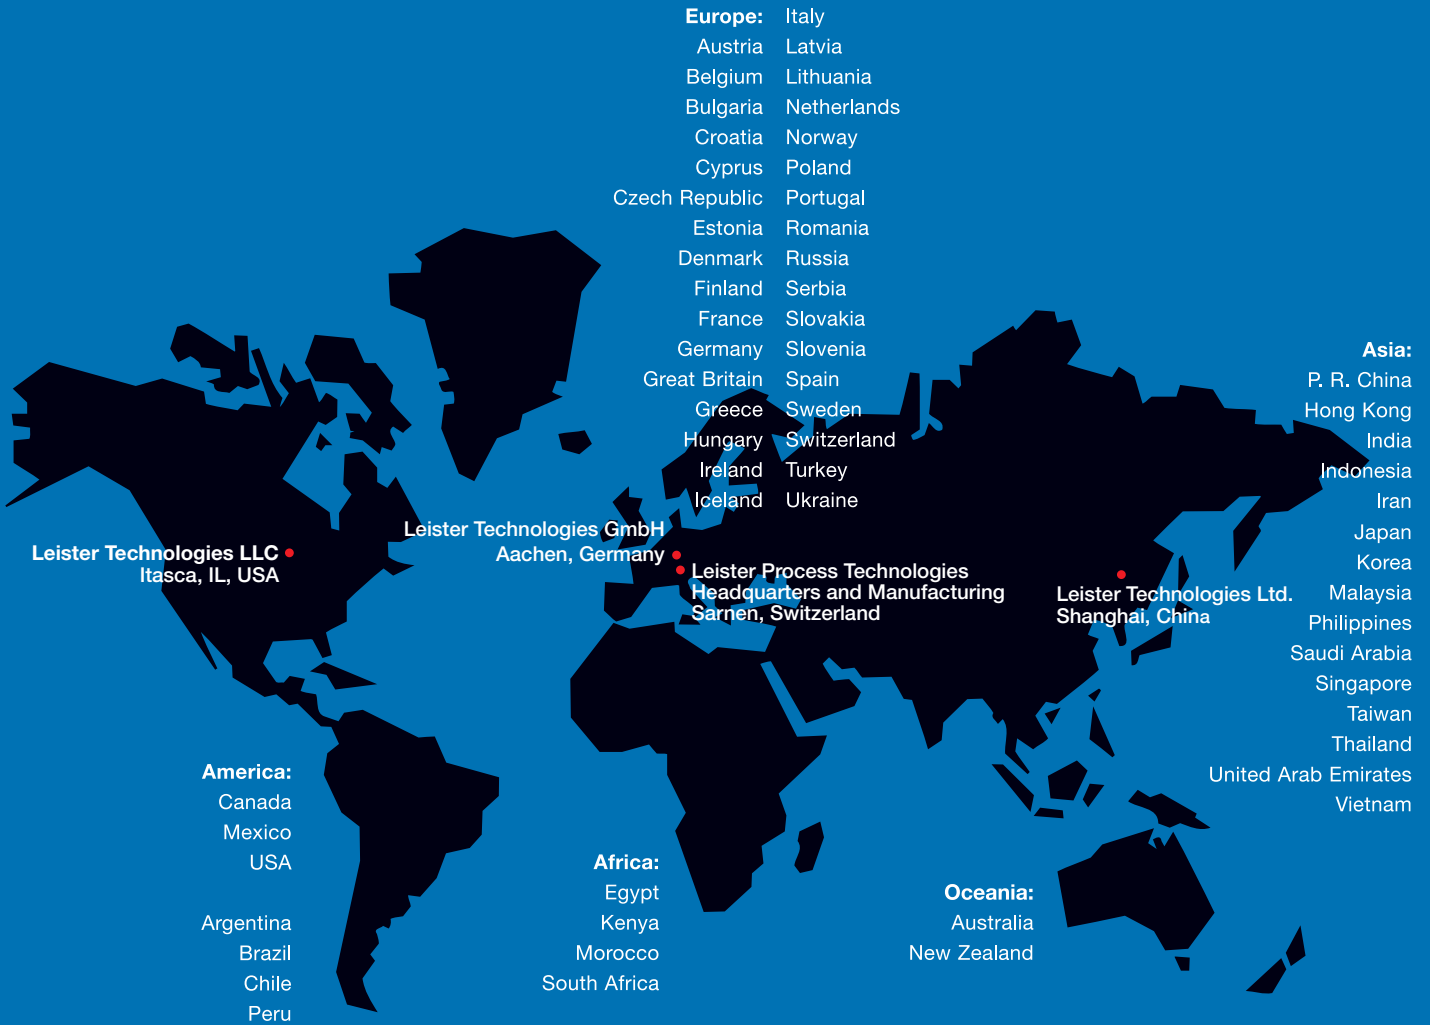 Europe:
Austria
Belgium
Bulgaria
Croatia
Cyprus
Czech Republic
Estonia
Denmark
Finland
France
Germany
Great Britain
Greece
Hungary
Ireland
Iceland
Italy
Latvia
Lithuania
Netherlands
Norway
Poland
Portugal
Romania
Russia
Serbia
Slovakia
Slovenia
Spain
Sweden
Switzerland
Turkey
Ukraine
Asia:
P. R. China
Hong Kong
India
Indonesia
Iran
Japan
Korea
Malaysia
Philippines
Saudi Arabia
Singapore
Taiwan
Thailand
United Arab Emirates
Vietnam
Leister Technologies LLC
Itasca, IL, USA
Leister Technologies GmbH
Aachen, Germany
Leister Process Technologies
Headquarters and Manufacturing
Sarnen, Switzerland
Leister Technologies Ltd.
Shanghai, China
America:
Canada
Mexico
USA
Argentina
Brazil
Chile
Peru
Africa:
Egypt
Kenya
Morocco
South Africa
Oceania:
Australia
New Zealand